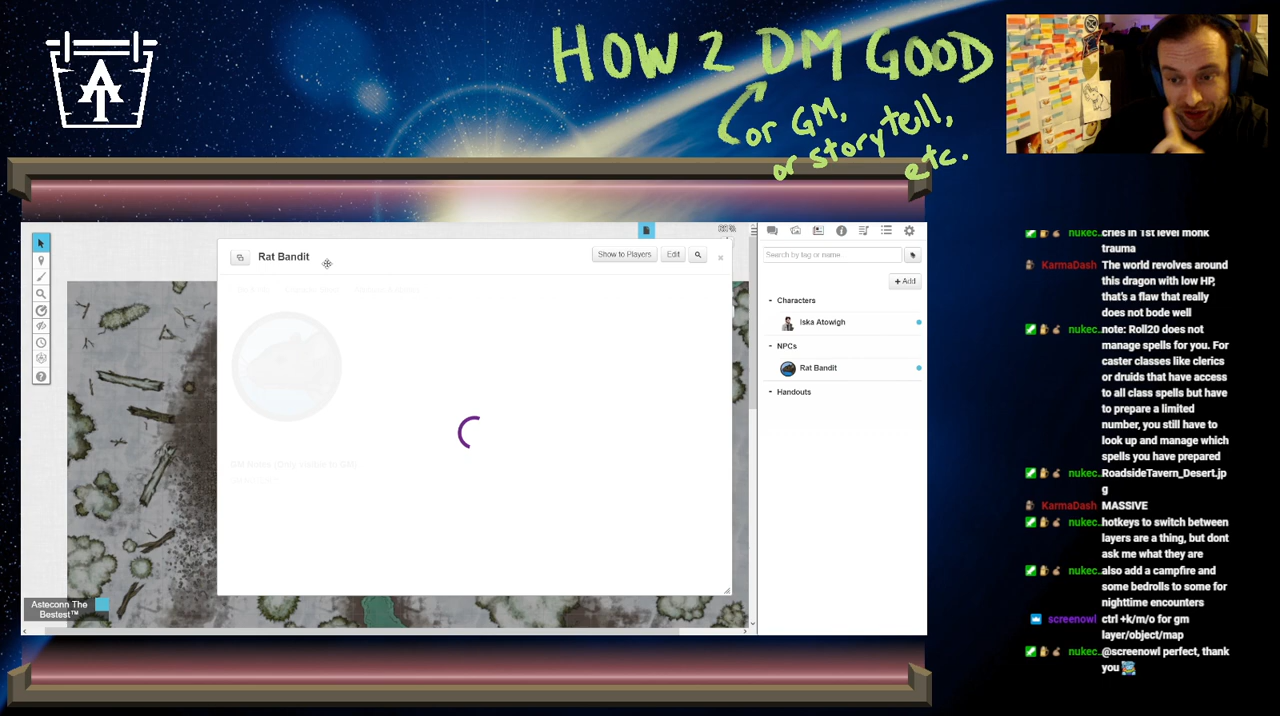 HOW 2 DM GOOD
or GM,
or storytell,
etc.
Rat Bandit
Show to Players
Edit
Search by tag or name...
+ Add
Characters
Iska Atowigh
NPCs
Rat Bandit
Handouts
Asteconn The
Bestest™
nukec.. cries in 1st level monk
trauma
KarmaDash The world revolves around
this dragon with low HP,
that's a flaw that really
does not bode well
nukec.. note: Roll20 does not
manage spells for you. For
caster classes like clerics
or druids that have access
to all class spells but have
to prepare a limited
number, you still have to
look up and manage which
spells you have prepared
nukec.. RoadsideTavern_Desert.jp
g
KarmaDash MASSIVE
nukec.. hotkeys to switch between
layers are a thing, but dont
ask me what they are
nukec.. also add a campfire and
some bedrolls to some for
nighttime encounters
screenowl ctrl +k/m/o for gm
layer/object/map
nukec.. @screenowl perfect, thank
you